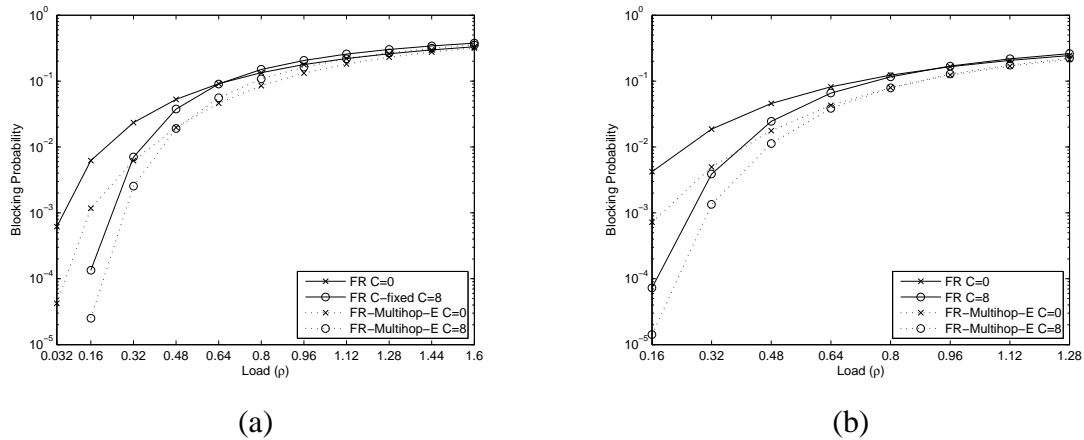 10^0
10^-1
10^-2
10^-3
10^-4
10^-5
Blocking Probability
0.032 0.16 0.32 0.48 0.64 0.8 0.96 1.12 1.28 1.44 1.6
Load (ρ)
FR C=0
FR C−fixed C=8
FR−Multihop−E C=0
FR−Multihop−E C=8
(a)
10^0
10^-1
10^-2
10^-3
10^-4
10^-5
Blocking Probability
0.16 0.32 0.48 0.64 0.8 0.96 1.12 1.28
Load (ρ)
FR C=0
FR C=8
FR−Multihop−E C=0
FR−Multihop−E C=8
(b)